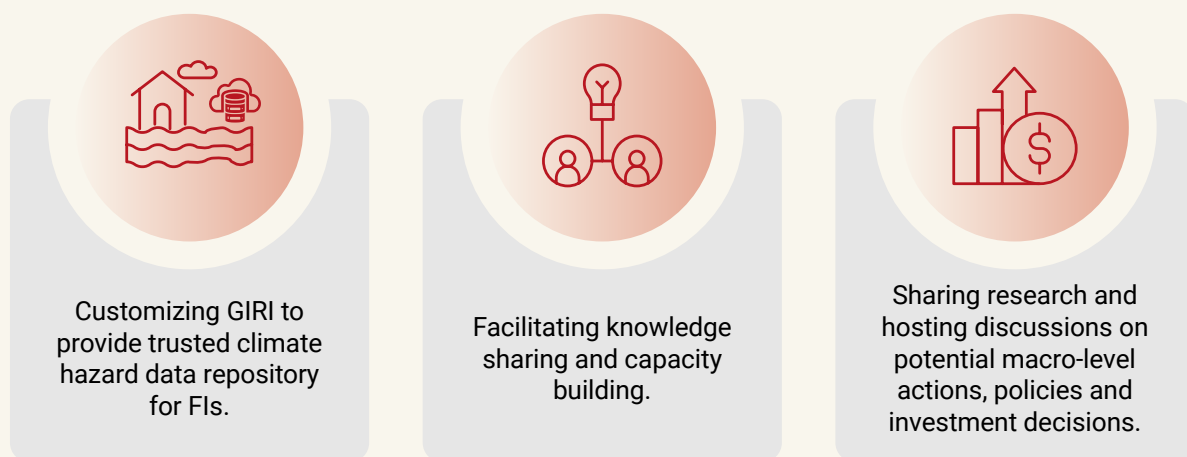 Customizing GIRI to
provide trusted climate
hazard data repository
for FIs.
Facilitating knowledge
sharing and capacity
building.
Sharing research and
hosting discussions on
potential macro-level
actions, policies and
investment decisions.